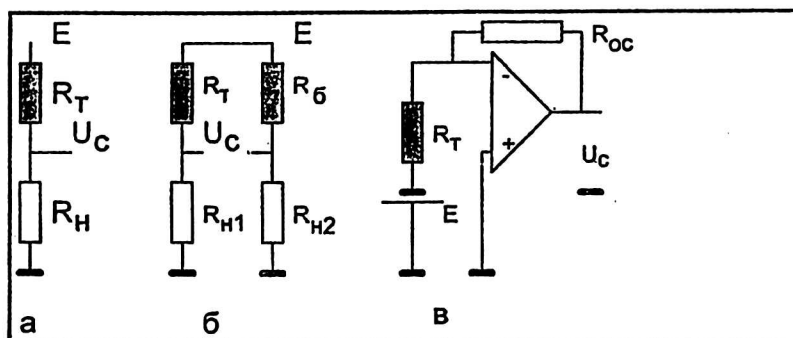 E
R_T
U_C
R_H
а
E
R_T
R_б
U_C
R_H1
R_H2
б
R_OC
-
+
R_T
E
U_C
в